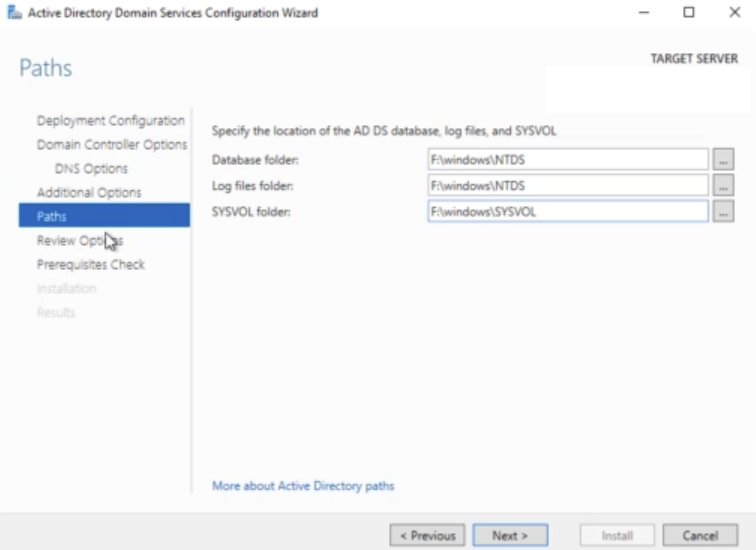 Active Directory Domain Services Configuration Wizard
Paths
TARGET SERVER
Deployment Configuration
Domain Controller Options
DNS Options
Additional Options
Paths
Review Options
Prerequisites Check
Installation
Results
Specify the location of the AD DS database, log files, and SYSVOL
Database folder: F:\windows\NTDS ...
Log files folder: F:\windows\NTDS ...
SYSVOL folder: F:\windows\SYSVOL ...
More about Active Directory paths
< Previous Next > Install Cancel